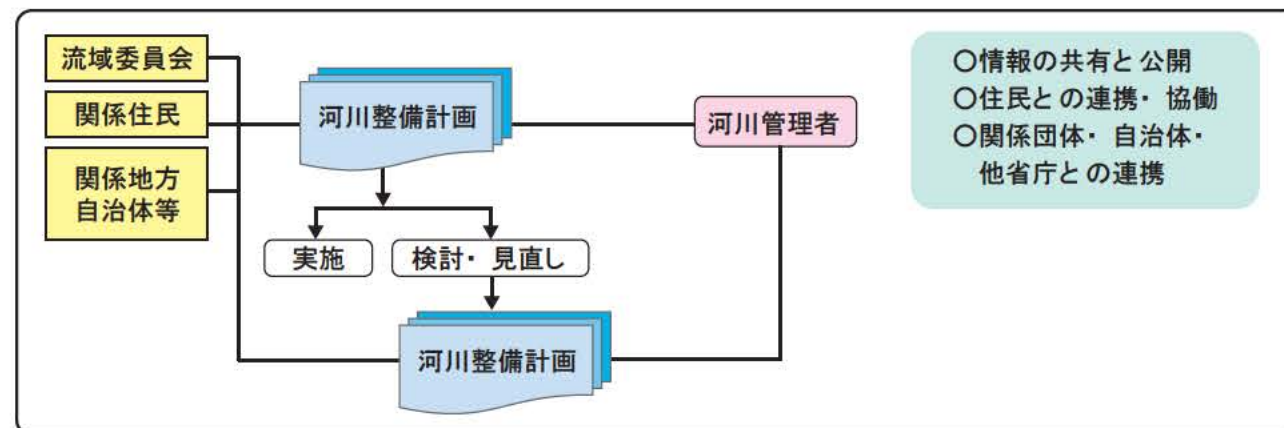 流域委員会
関係住民
関係地方
自治体等
河川整備計画
河川管理者
実施
検討・見直し
河川整備計画
〇情報の共有と公開
〇住民との連携・協働
〇関係団体・自治体・
他省庁との連携